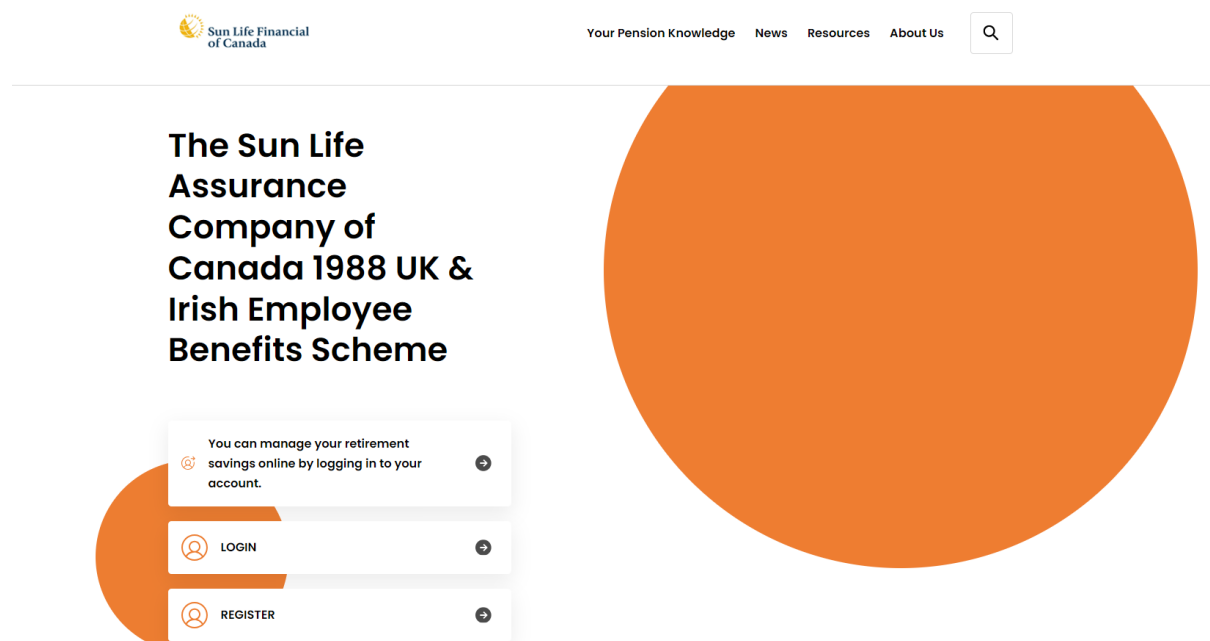 Sun Life Financial
of Canada
Your Pension Knowledge News Resources About Us
The Sun Life
Assurance
Company of
Canada 1988 UK &
Irish Employee
Benefits Scheme
You can manage your retirement
savings online by logging in to your
account.
LOGIN
REGISTER